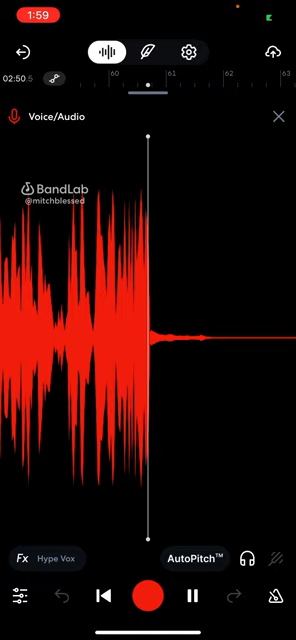 1:59
02:50.5
60
61
62
63
Voice/Audio
BandLab
@mitchblessed
Fx Hype Vox
AutoPitch™